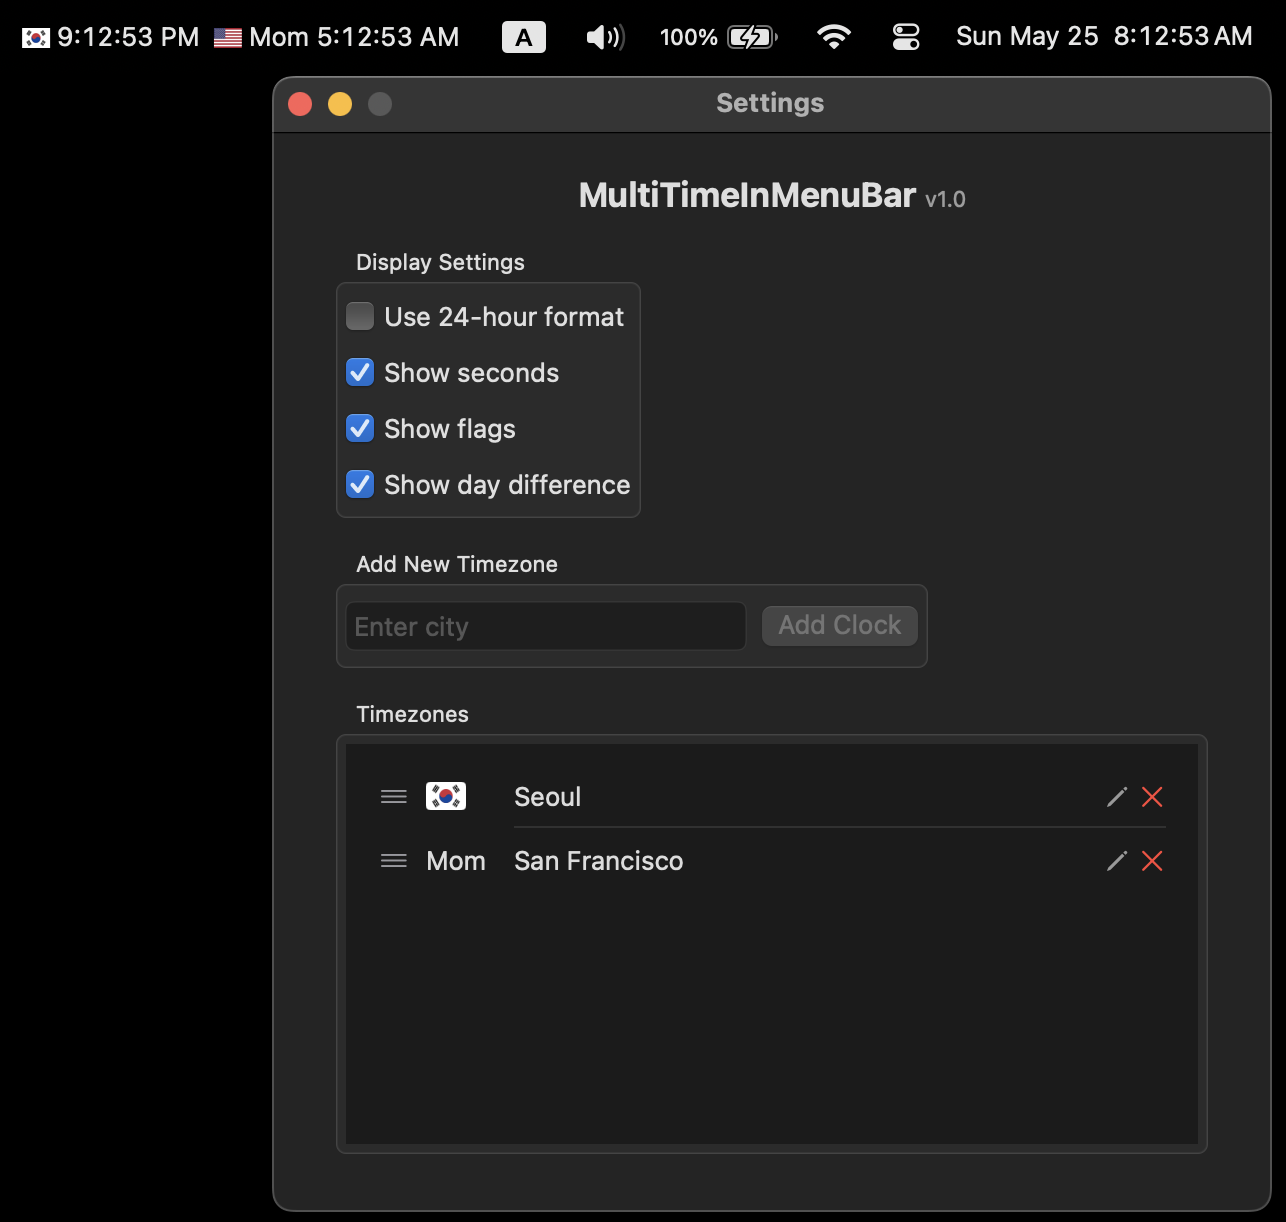 9:12:53 PM Mom 5:12:53 AM A 100% Sun May 25 8:12:53 AM
Settings
MultiTimeInMenuBar v1.0
Display Settings
Use 24-hour format
Show seconds
Show flags
Show day difference
Add New Timezone
Enter city Add Clock
Timezones
Seoul
Mom San Francisco